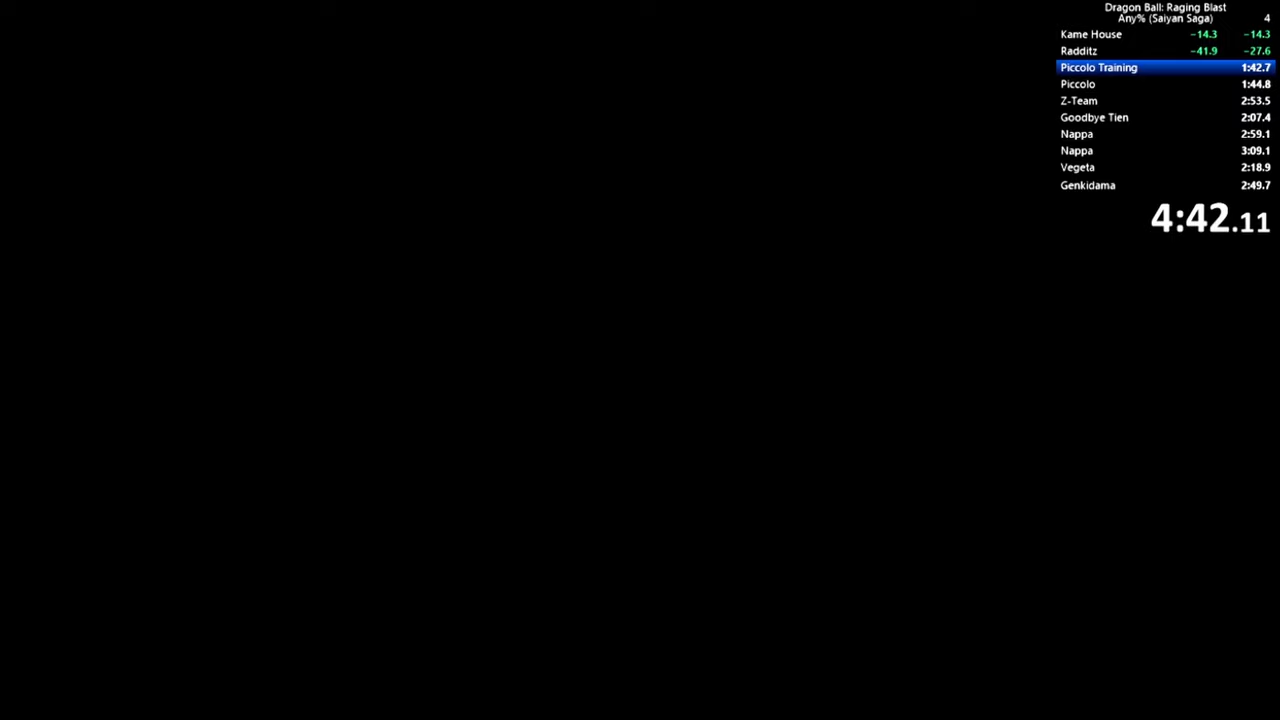 Dragon Ball: Raging Blast
Any% (Saiyan Saga) 4
Kame House −14.3 −14.3
Radditz −41.9 −27.6
Piccolo Training 1:42.7
Piccolo 1:44.8
Z-Team 2:53.5
Goodbye Tien 2:07.4
Nappa 2:59.1
Nappa 3:09.1
Vegeta 2:18.9
Genkidama 2:49.7
4:42.11